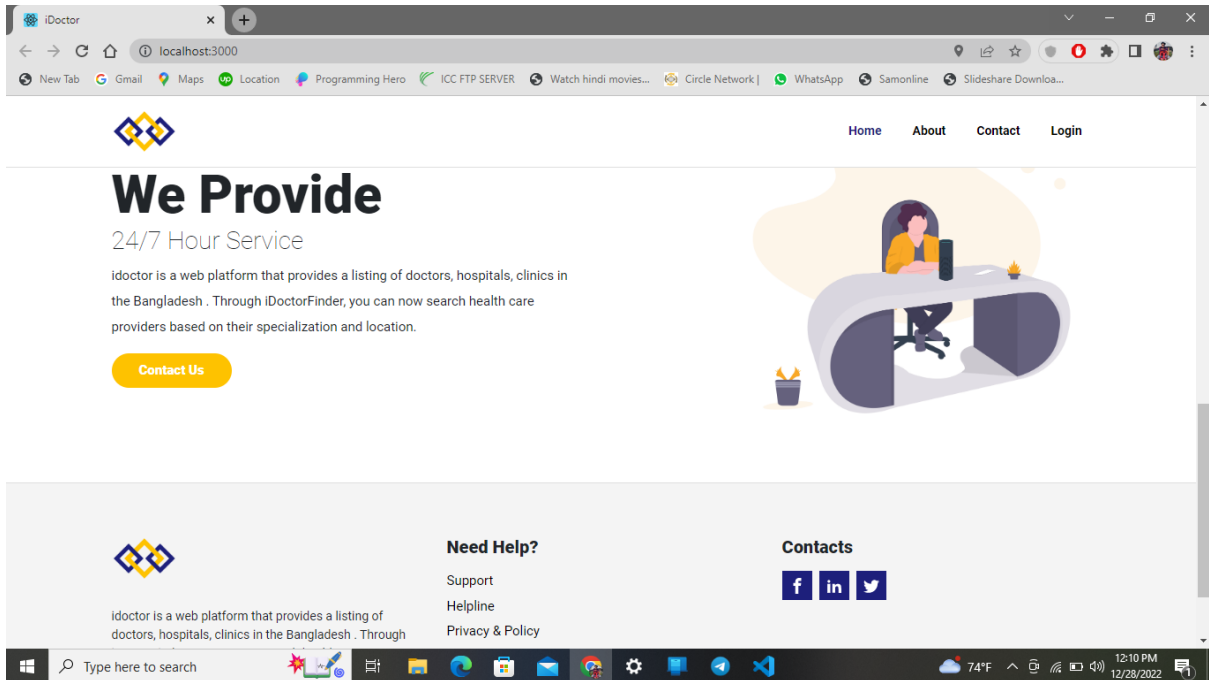 iDoctor
localhost:3000
New Tab Gmail Maps Location Programming Hero ICC FTP SERVER Watch hindi movies... Circle Network | WhatsApp Samonline Slideshare Downloa...
Home About Contact Login
We Provide
24/7 Hour Service
idoctor is a web platform that provides a listing of doctors, hospitals, clinics in
the Bangladesh . Through iDoctorFinder, you can now search health care
providers based on their specialization and location.
Contact Us
Need Help?
Support
Helpline
Privacy & Policy
Contacts
f in
idoctor is a web platform that provides a listing of
doctors, hospitals, clinics in the Bangladesh . Through
Type here to search
74°F
12:10 PM
12/28/2022